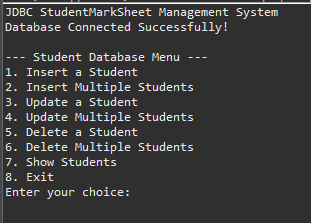 JDBC StudentMarkSheet Management System
Database Connected Successfully!
--- Student Database Menu ---
1. Insert a Student
2. Insert Multiple Students
3. Update a Student
4. Update Multiple Students
5. Delete a Student
6. Delete Multiple Students
7. Show Students
8. Exit
Enter your choice: